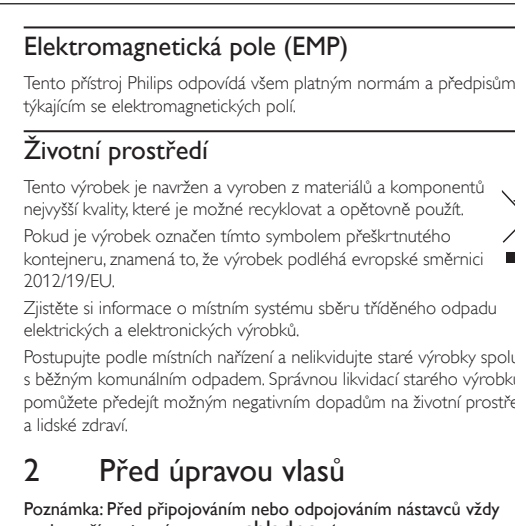 Elektromagnetická pole (EMP)
Tento přístroj Philips odpovídá všem platným normám a předpisům
týkajícím se elektromagnetických polí.
Životní prostředí
Tento výrobek je navržen a vyroben z materiálů a komponentů
nejvyšší kvality, které je možné recyklovat a opětovně použít.
Pokud je výrobek označen tímto symbolem přeškrtnutého
kontejneru, znamená to, že výrobek podléhá evropské směrnici
2012/19/EU.
Zjistěte si informace o místním systému sběru tříděného odpadu
elektrických a elektronických výrobků.
Postupujte podle místních nařízení a nelikvidujte staré výrobky spolu
s běžným komunálním odpadem. Správnou likvidací starého výrobku
pomůžete předejít možným negativním dopadům na životní prostře
a lidské zdraví.
2 Před úpravou vlasů
Poznámka: Před připojováním nebo odpojováním nástavců vždy